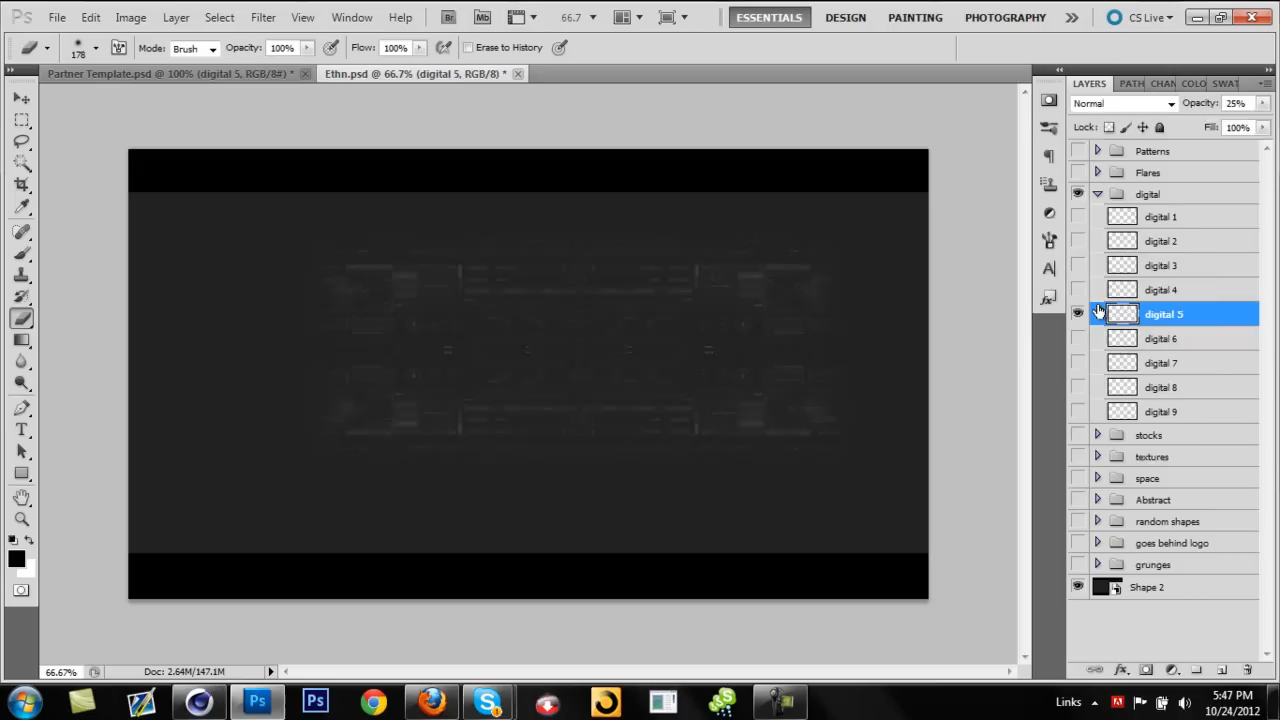 Ps File Edit Image Layer Select Filter View Window Help Br Mb 66.7 ESSENTIALS DESIGN PAINTING PHOTOGRAPHY CS Live
178 Mode: Brush Opacity: 100% Flow: 100% Erase to History
Partner Template.psd @ 100% (digital 5, RGB/8#) * Ethn.psd @ 66.7% (digital 5, RGB/8) *
LAYERS PATH CHAN COLO SWAT
Normal Opacity: 25%
Lock: Fill: 100%
Patterns
Flares
digital
digital 1
digital 2
digital 3
digital 4
digital 5
digital 6
digital 7
digital 8
digital 9
stocks
textures
space
Abstract
random shapes
goes behind logo
grunges
Shape 2
66.67% Doc: 2.64M/147.1M
Links 5:47 PM
10/24/2012